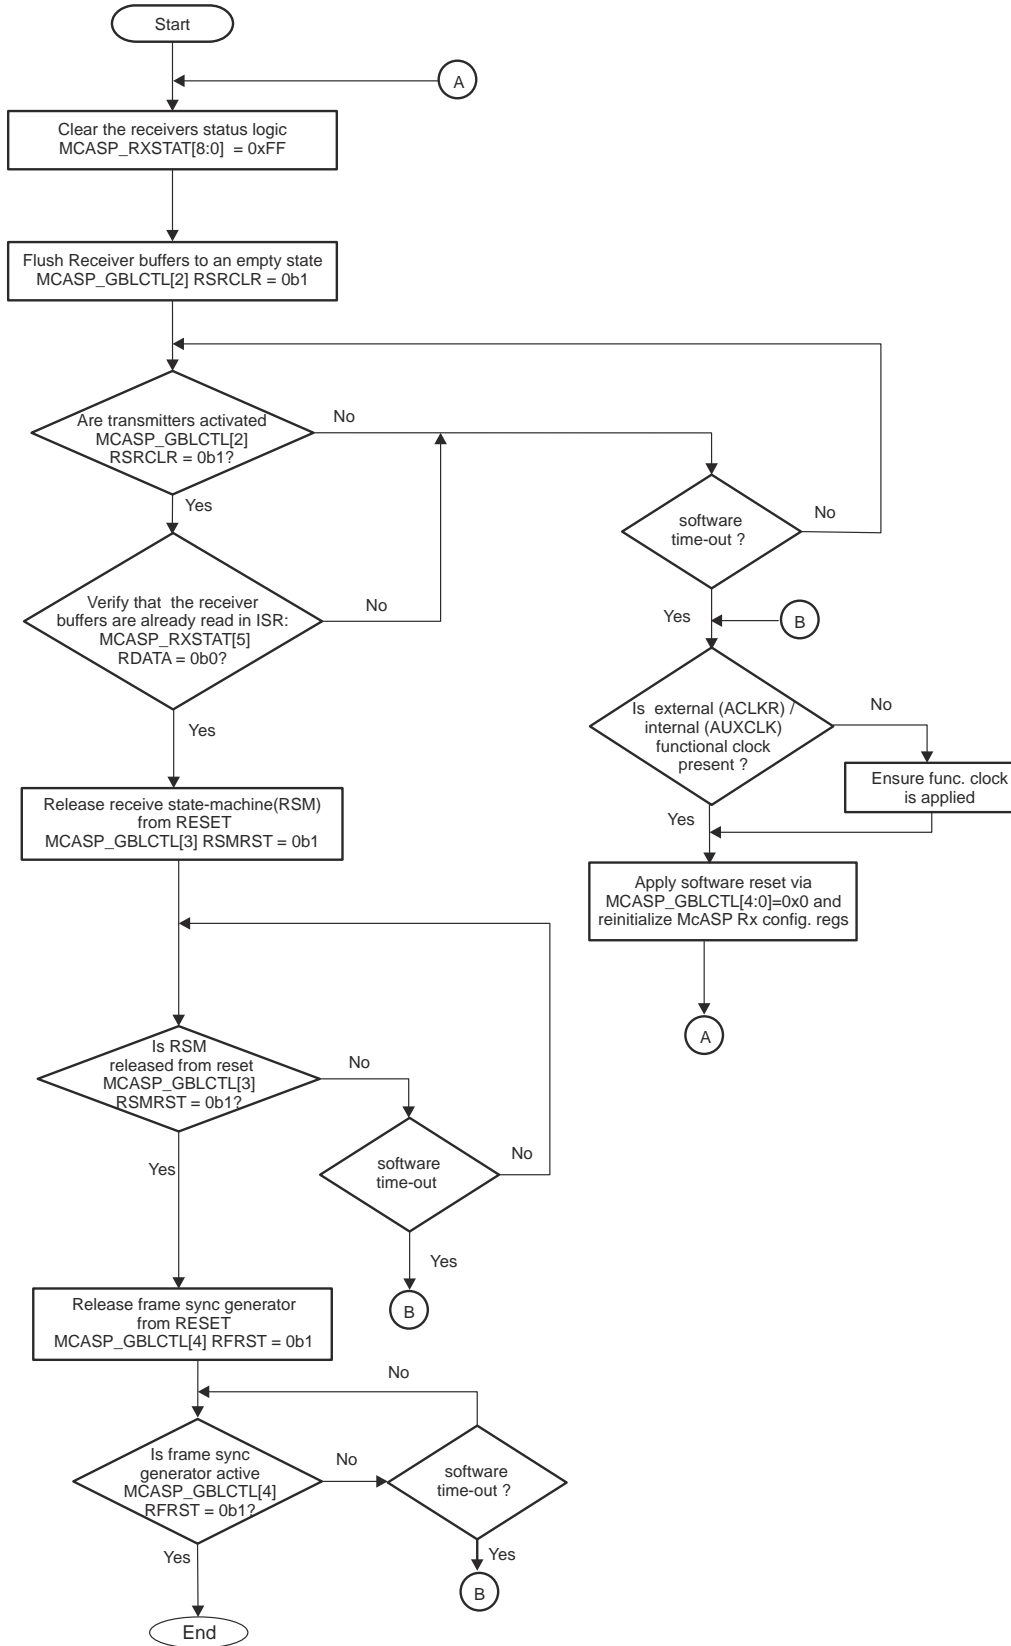 Start
A
Clear the receivers status logic
MCASP_RXSTAT[8:0] = 0xFF
Flush Receiver buffers to an empty state
MCASP_GBLCTL[2] RSRCLR = 0b1
Are transmitters activated
MCASP_GBLCTL[2]
RSRCLR = 0b1?
No
Yes
software
time-out ?
No
Yes
Verify that the receiver
buffers are already read in ISR:
MCASP_RXSTAT[5]
RDATA = 0b0?
No
Yes
B
Is external (ACLKR) /
internal (AUXCLK)
functional clock
present ?
No
Yes
Ensure func. clock
is applied
Release receive state-machine(RSM)
from RESET
MCASP_GBLCTL[3] RSMRST = 0b1
Apply software reset via
MCASP_GBLCTL[4:0]=0x0 and
reinitialize McASP Rx config. regs
A
Is RSM
released from reset
MCASP_GBLCTL[3]
RSMRST = 0b1?
No
Yes
software
time-out
No
Yes
B
Release frame sync generator
from RESET
MCASP_GBLCTL[4] RFRST = 0b1
No
Is frame sync
generator active
MCASP_GBLCTL[4]
RFRST = 0b1?
No
software
time-out ?
Yes
Yes
B
End